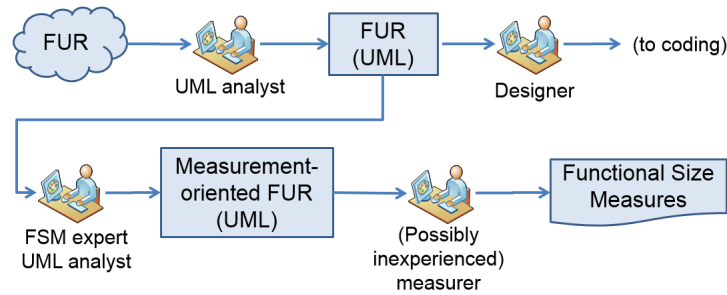 FUR
UML analyst
FUR
(UML)
Designer
(to coding)
FSM expert
UML analyst
Measurement-
oriented FUR
(UML)
(Possibly
inexperienced)
measurer
Functional Size
Measures